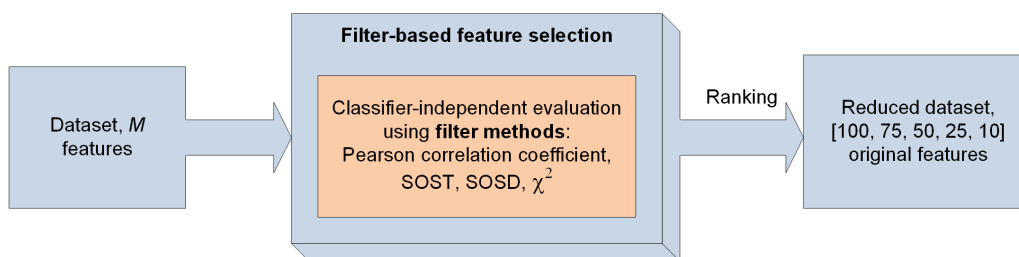 Dataset, M
features
Filter-based feature selection
Classifier-independent evaluation
using filter methods:
Pearson correlation coefficient,
SOST, SOSD, χ²
Ranking
Reduced dataset,
[100, 75, 50, 25, 10]
original features